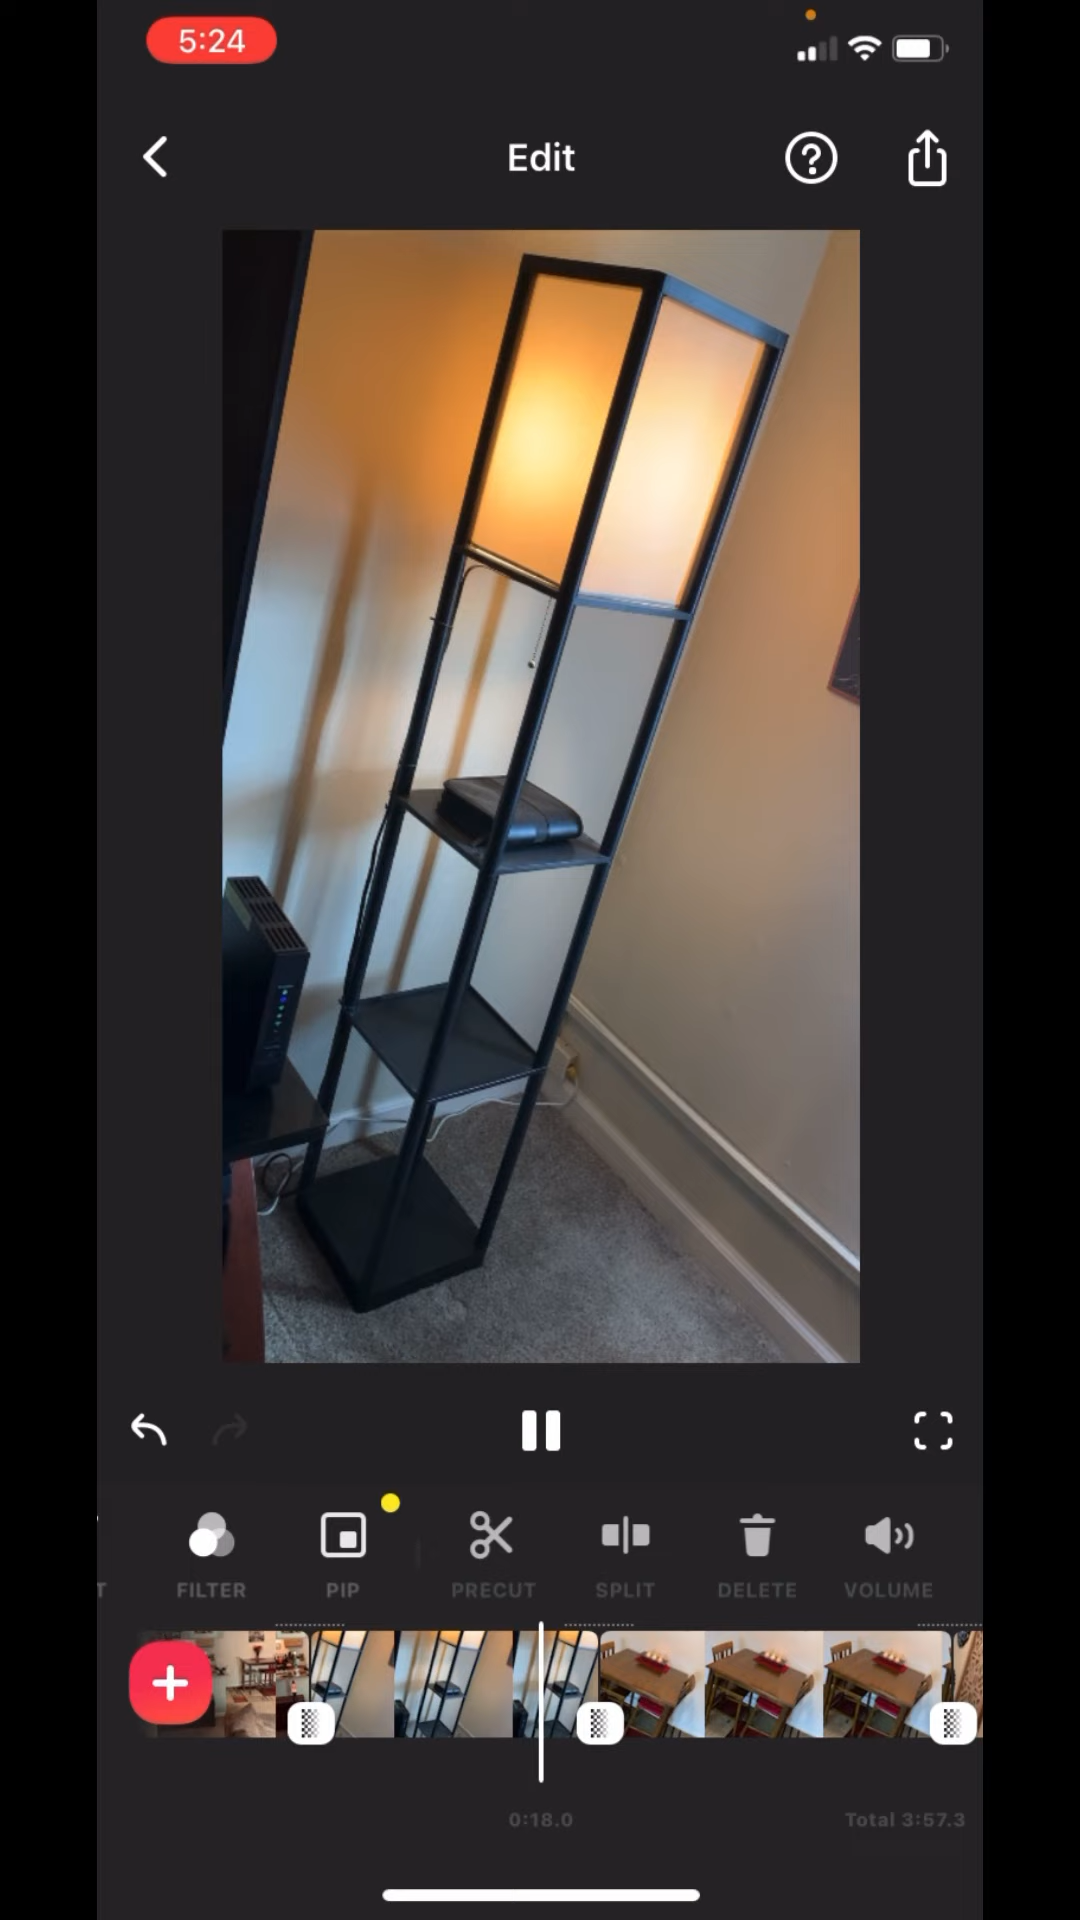 5:24
Edit
T
FILTER
PIP
PRECUT
SPLIT
DELETE
VOLUME
0:18.0
Total 3:57.3